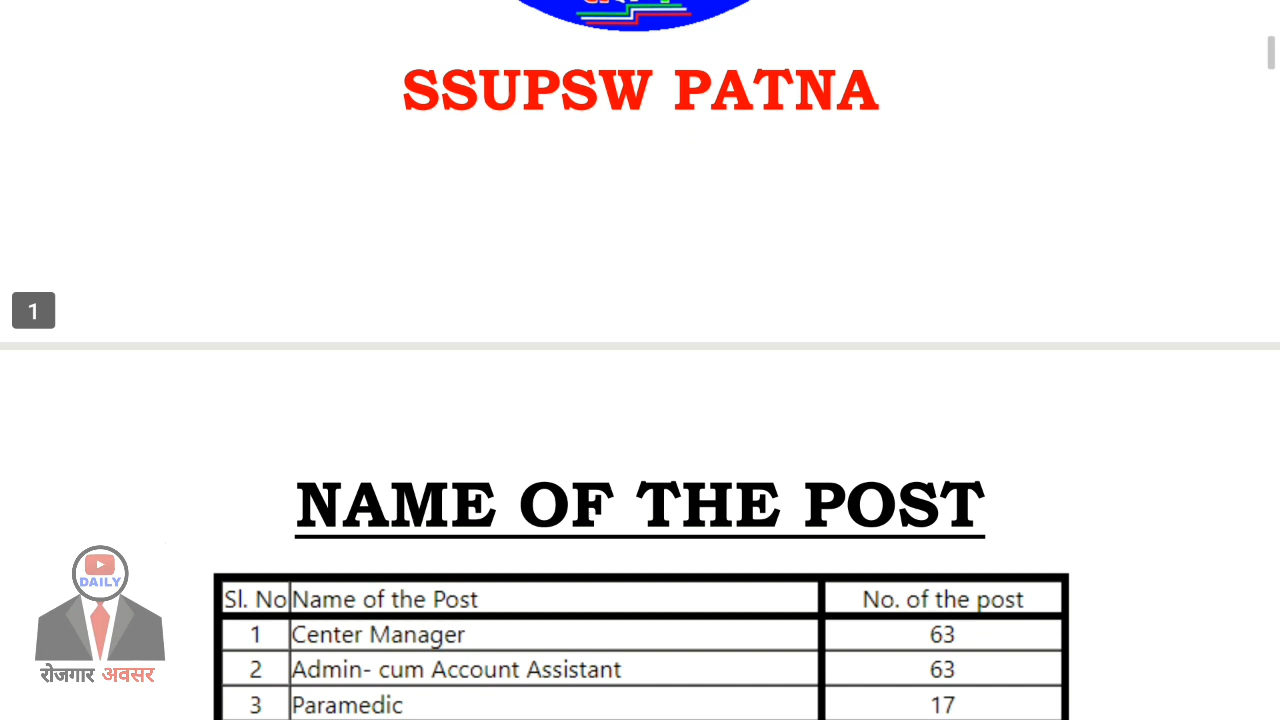 SSUPSW PATNA
1
NAME OF THE POST
Sl. No Name of the Post No. of the post
1 Center Manager 63
2 Admin- cum Account Assistant 63
3 Paramedic 17
DAILY
रोजगार अवसर